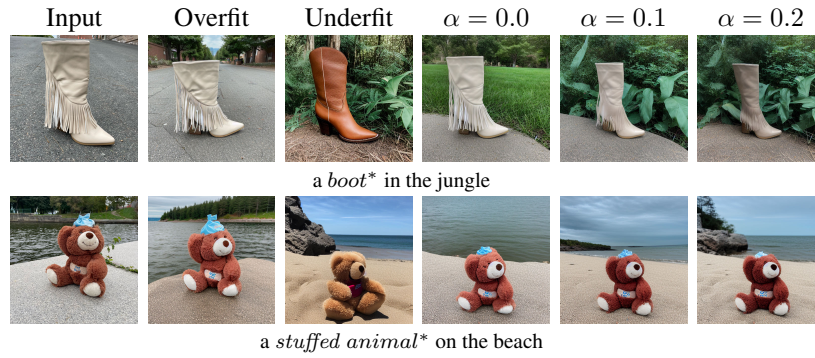 Input Overfit Underfit α = 0.0 α = 0.1 α = 0.2
a boot* in the jungle
a stuffed animal* on the beach